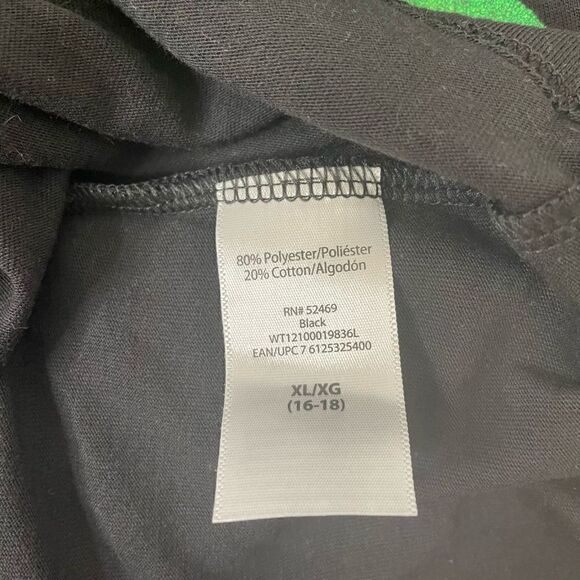 80% Polyester/Poliéster
20% Cotton/Algodón
RN# 52469
Black
WT12100019836L
EAN/UPC 7 6125325400
XL/XG
(16-18)